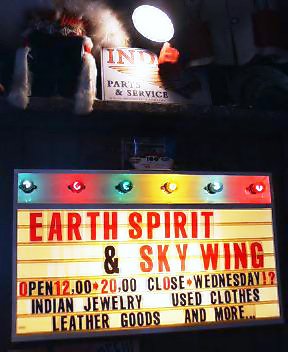 IND
PARTS
& SERVICE
EARTH SPIRIT
& SKY WING
OPEN12,00➔20,00 CLOSE➔WEDNESDAY!?
INDIAN JEWELRY USED CLOTHES
LEATHER GOODS AND MORE...